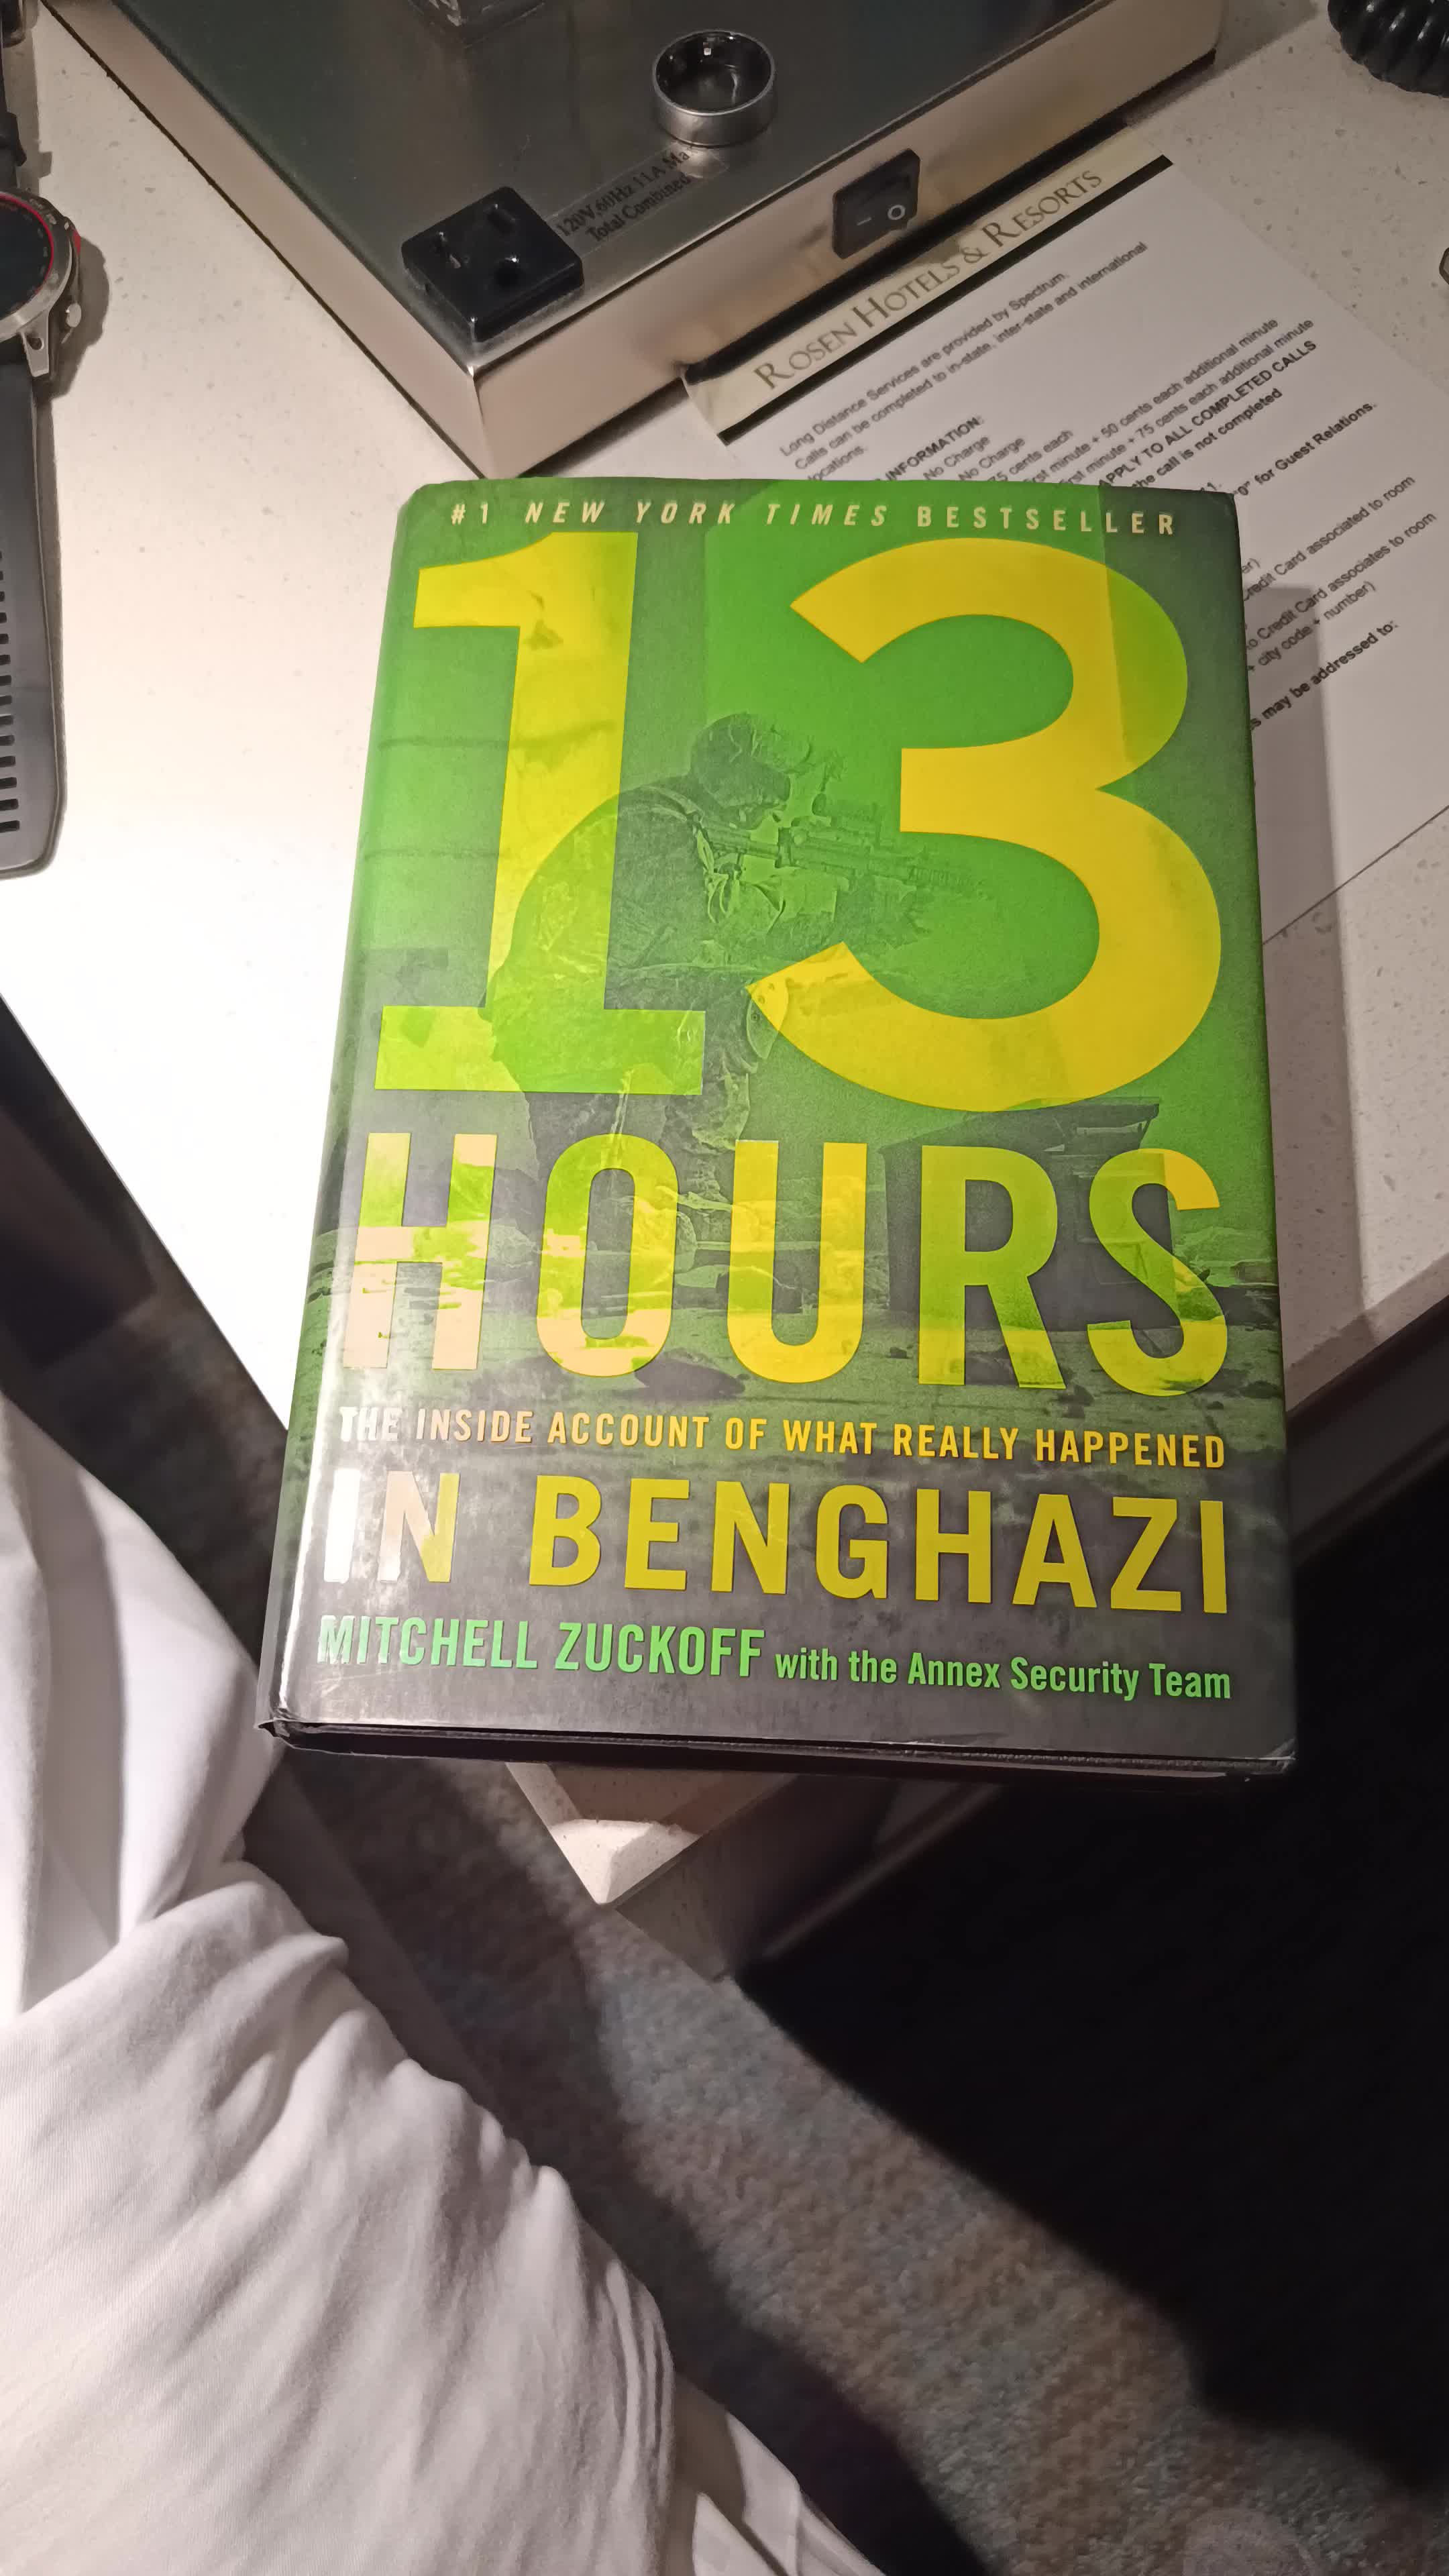 120V,60Hz 11A Ma
Total Combined
ROSEN HOTELS & RESORTS
Long Distance Services are provided by Spectrum.
Calls can be completed to in-state, inter-state and international
locations.
INFORMATION:
No Charge
No Charge
75 cents each
first minute + 50 cents each additional minute
first minute + 75 cents each additional minute
APPLY TO ALL COMPLETED CALLS
the call is not completed
for Guest Relations.
Credit Card associated to room
Credit Card associates to room
+ city code + number)
may be addressed to:
#1 NEW YORK TIMES BESTSELLER
13
HOURS
THE INSIDE ACCOUNT OF WHAT REALLY HAPPENED
IN BENGHAZI
MITCHELL ZUCKOFF with the Annex Security Team